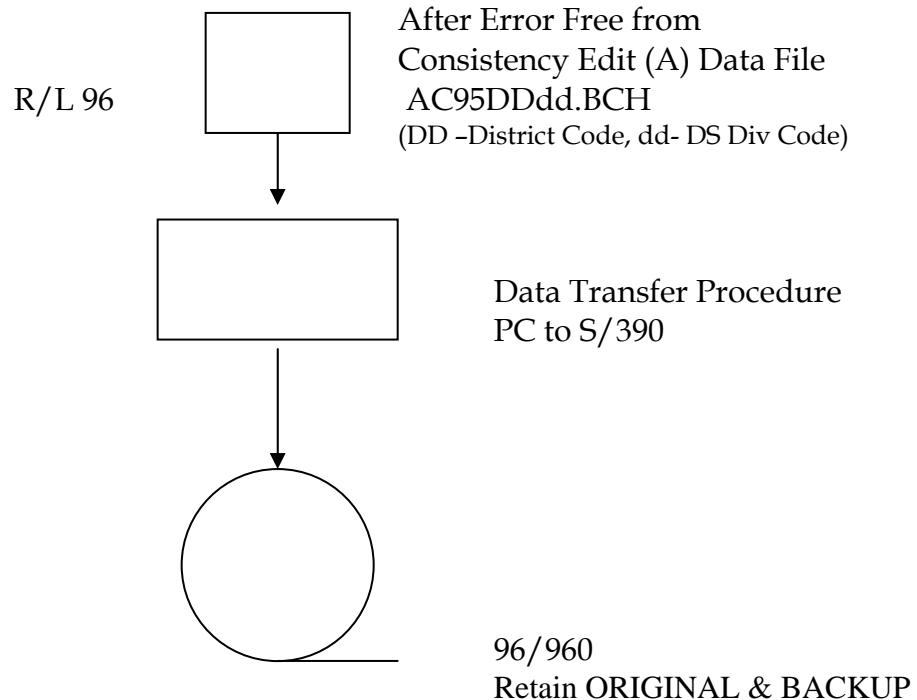 After Error Free from
Consistency Edit (A) Data File
R/L 96
AC95DDdd.BCH
(DD –District Code, dd- DS Div Code)
Data Transfer Procedure
PC to S/390
96/960
Retain ORIGINAL & BACKUP